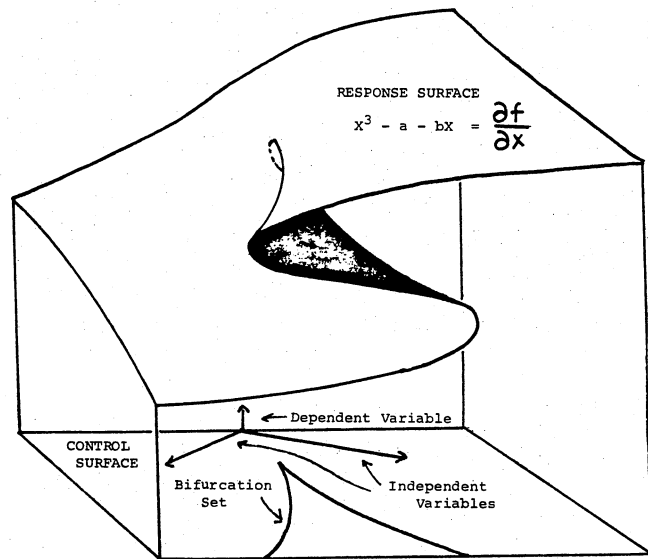 RESPONSE SURFACE
X³ - a - bX = ∂f/∂x
Dependent Variable
CONTROL
SURFACE
Bifurcation
Set
Independent
Variables